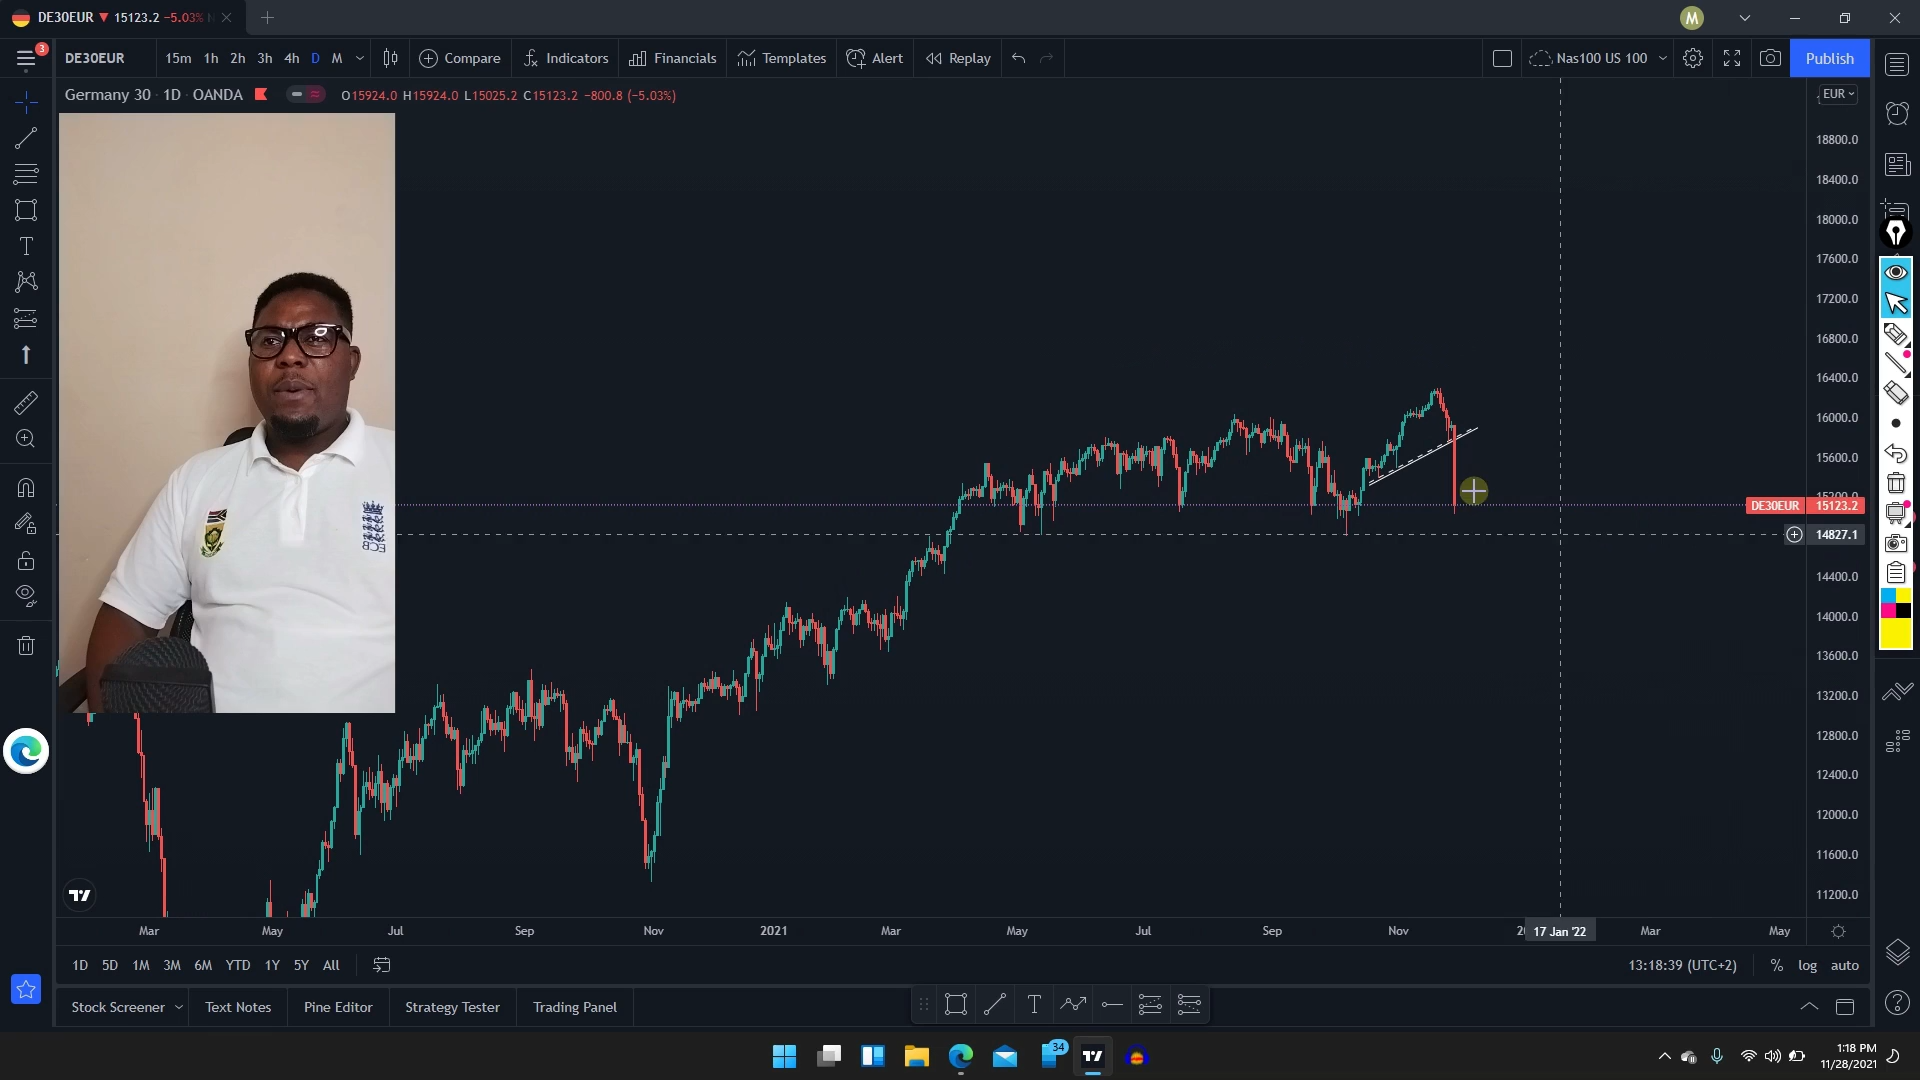 DE30EUR ▼ 15123.2 −5.03%
M
3
DE30EUR 15m 1h 2h 3h 4h D M Compare Indicators Financials Templates Alert Replay Nas100 US 100 Publish
Germany 30 · 1D · OANDA O15924.0 H15924.0 L15025.2 C15123.2 −800.8 (−5.03%)
EUR
18800.0
18400.0
18000.0
17600.0
17200.0
16800.0
16400.0
16000.0
15600.0
15200.0
DE30EUR 15123.2
14827.1
14400.0
14000.0
13600.0
13200.0
12800.0
12400.0
12000.0
11600.0
11200.0
Mar May Jul Sep Nov 2021 Mar May Jul Sep Nov 17 Jan '22 Mar May
1D 5D 1M 3M 6M YTD 1Y 5Y All 13:18:39 (UTC+2) % log auto
Stock Screener Text Notes Pine Editor Strategy Tester Trading Panel
34
1:18 PM
11/28/2021